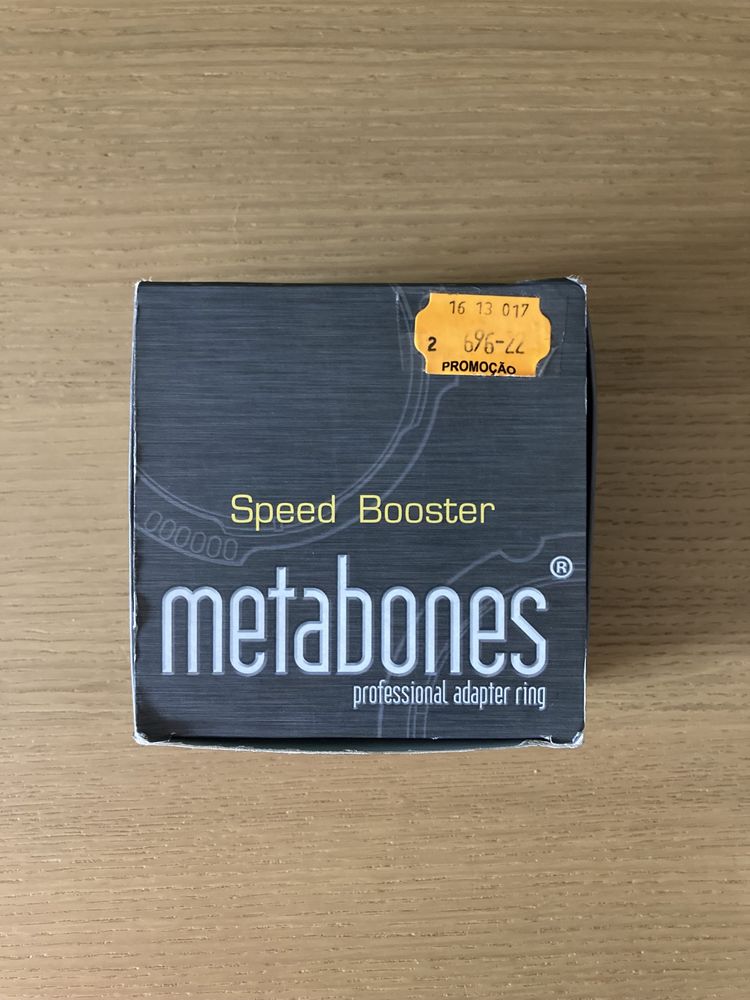 16 13 017
2 696-22
PROMOÇÃO
Speed Booster
metabones®
professional adapter ring